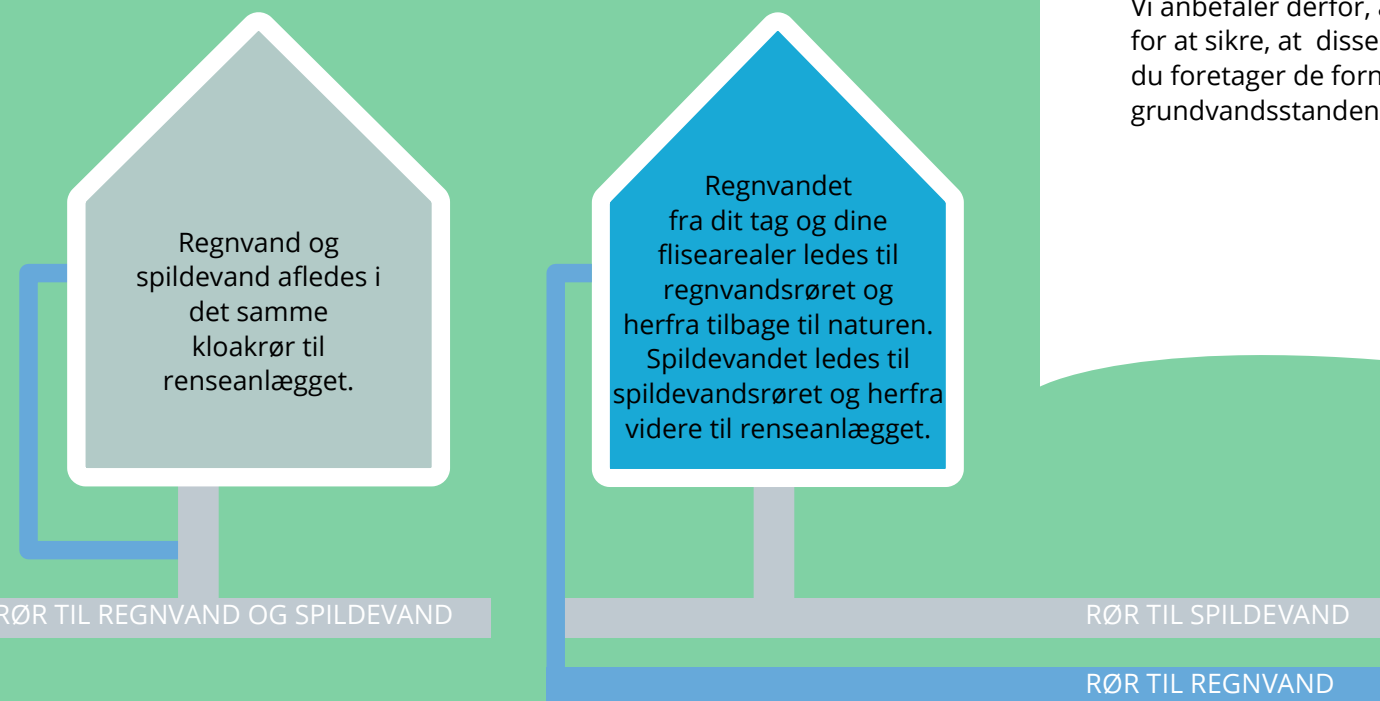 Vi anbefaler derfor,
for at sikre, at disse
du foretager de
grundvandsstanden
Regnvand og
spildevand afledes i
det samme
kloakrør til
renseanlægget.
Regnvandet
fra dit tag og dine
flisearealer ledes til
regnvandsrøret og
herfra tilbage til naturen.
Spildevandet ledes til
spildevandsrøret og herfra
videre til renseanlægget.
RØR TIL REGNVAND OG SPILDEVAND
RØR TIL SPILDEVAND
RØR TIL REGNVAND